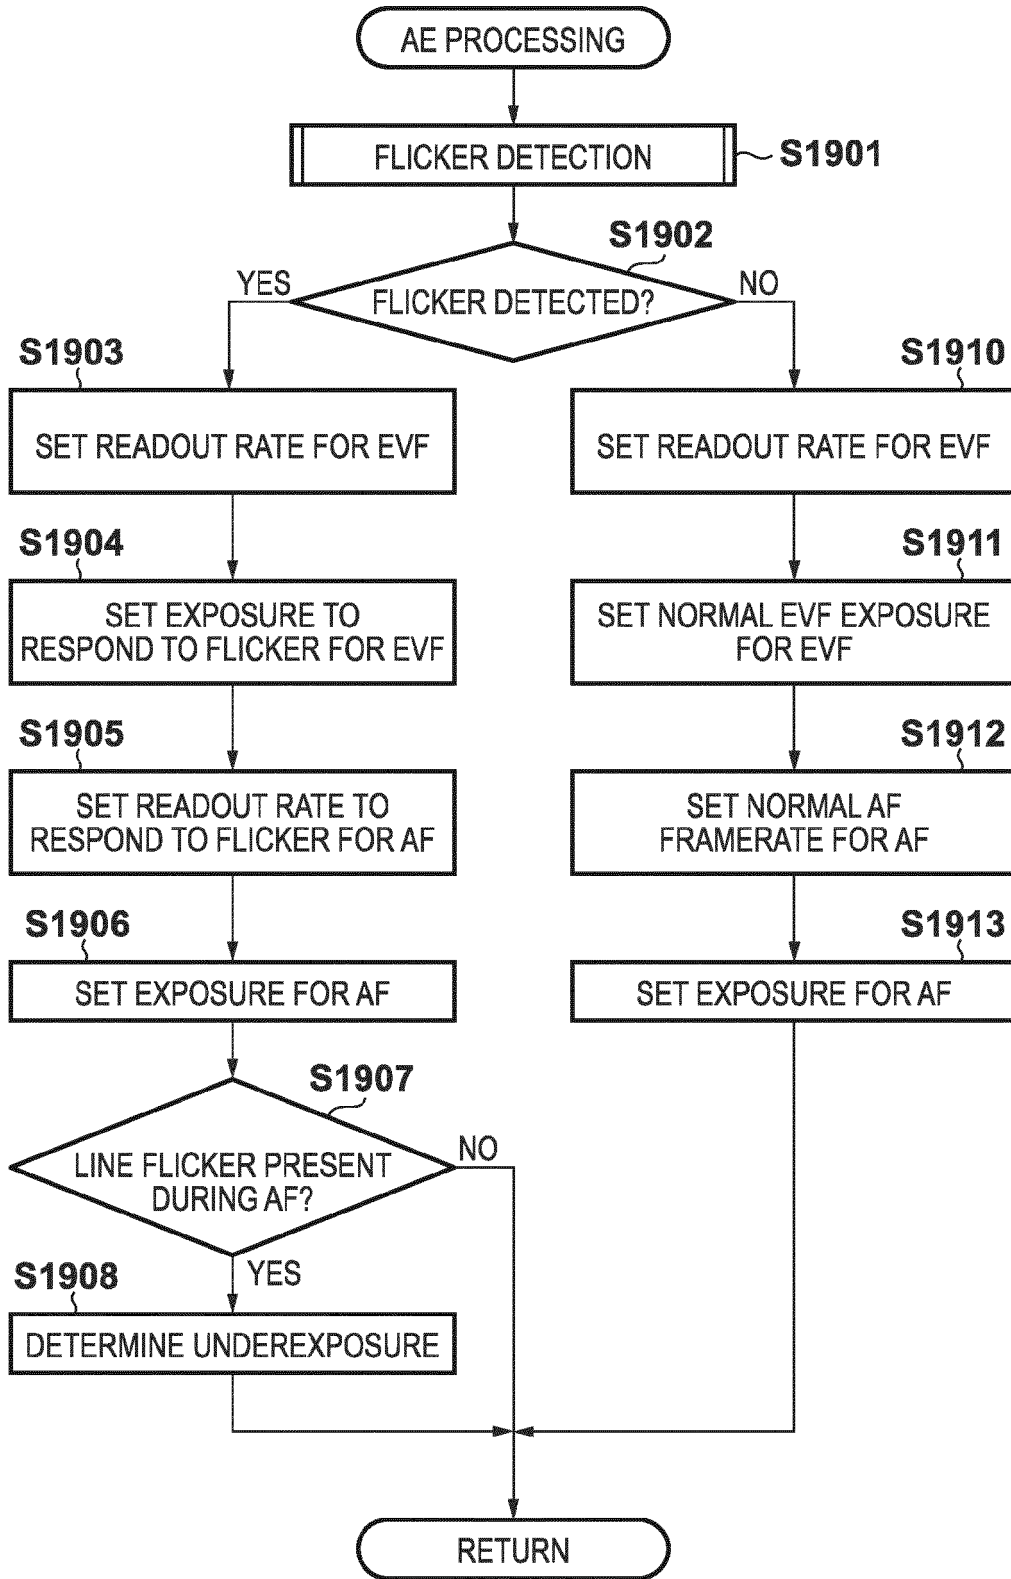 AE PROCESSING
FLICKER DETECTION
S1901
S1902
FLICKER DETECTED?
YES
NO
S1903
SET READOUT RATE FOR EVF
S1904
SET EXPOSURE TO
RESPOND TO FLICKER FOR EVF
S1905
SET READOUT RATE TO
RESPOND TO FLICKER FOR AF
S1906
SET EXPOSURE FOR AF
S1907
LINE FLICKER PRESENT
DURING AF?
NO
YES
S1908
DETERMINE UNDEREXPOSURE
S1910
SET READOUT RATE FOR EVF
S1911
SET NORMAL EVF EXPOSURE
FOR EVF
S1912
SET NORMAL AF
FRAMERATE FOR AF
S1913
SET EXPOSURE FOR AF
RETURN